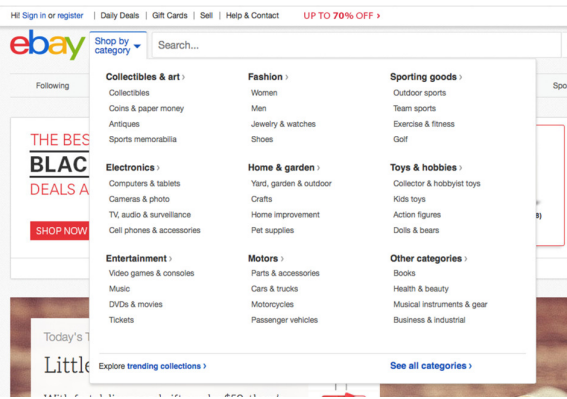 Hi! Sign in or register | Daily Deals | Gift Cards | Sell | Help & Contact UP TO 70% OFF ›
ebay Shop by category Search...
Following Spo
Collectibles & art ›
Collectibles
Coins & paper money
Antiques
Sports memorabilia
Fashion ›
Women
Men
Jewelry & watches
Shoes
Sporting goods ›
Outdoor sports
Team sports
Exercise & fitness
Golf
THE BES
BLAC
DEALS A
SHOP NOW
Electronics ›
Computers & tablets
Cameras & photo
TV, audio & surveillance
Cell phones & accessories
Home & garden ›
Yard, garden & outdoor
Crafts
Home improvement
Pet supplies
Toys & hobbies ›
Collector & hobbyist toys
Kids toys
Action figures
Dolls & bears
Entertainment ›
Video games & consoles
Music
DVDs & movies
Tickets
Motors ›
Parts & accessories
Cars & trucks
Motorcycles
Passenger vehicles
Other categories ›
Books
Health & beauty
Musical instruments & gear
Business & industrial
Explore trending collections ›
See all categories ›
Today's T
Little